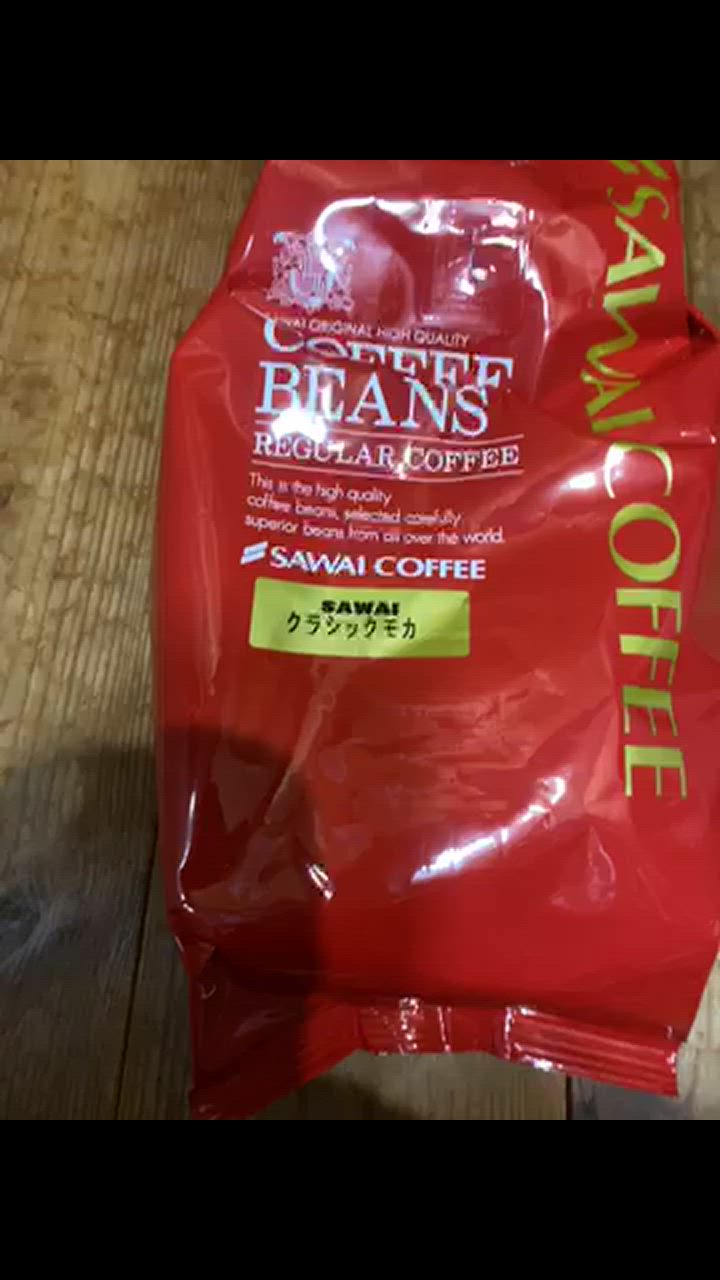 SAWAI ORIGINAL HIGH QUALITY
COFFEE
BEANS
REGULAR COFFEE
This is the high quality
coffee beans, selected carefully
superior beans from all over the world.
SAWAI COFFEE
SAWAI
クラシックモカ
SAWAI COFFEE